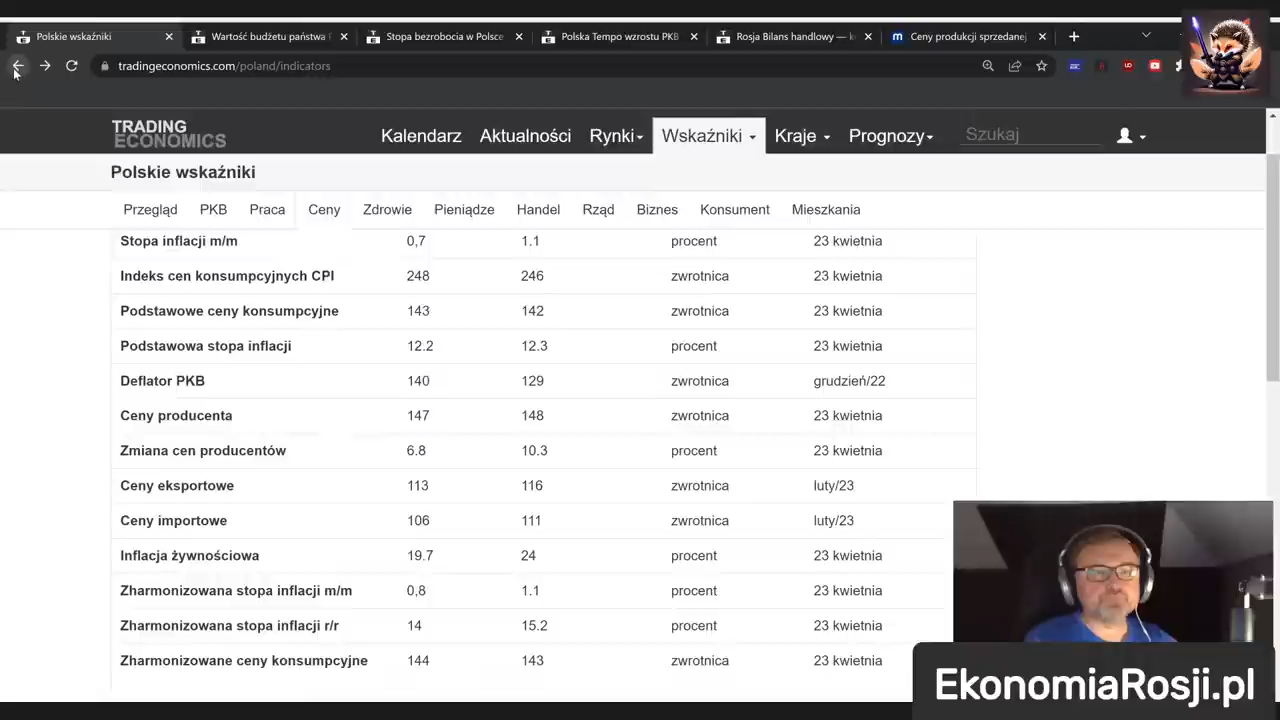 Polskie wskaźniki
Wartość budżetu państwa
Stopa bezrobocia w Polsce
Polska Tempo wzrostu PKB
Rosja Bilans handlowy —
Ceny produkcji sprzedanej
tradingeconomics.com/poland/indicators
TRADING ECONOMICS
Kalendarz Aktualności Rynki Wskaźniki Kraje Prognozy Szukaj
Polskie wskaźniki
Przegląd PKB Praca Ceny Zdrowie Pieniądze Handel Rząd Biznes Konsument Mieszkania
Stopa inflacji m/m 0,7 1.1 procent 23 kwietnia
Indeks cen konsumpcyjnych CPI 248 246 zwrotnica 23 kwietnia
Podstawowe ceny konsumpcyjne 143 142 zwrotnica 23 kwietnia
Podstawowa stopa inflacji 12.2 12.3 procent 23 kwietnia
Deflator PKB 140 129 zwrotnica grudzień/22
Ceny producenta 147 148 zwrotnica 23 kwietnia
Zmiana cen producentów 6.8 10.3 procent 23 kwietnia
Ceny eksportowe 113 116 zwrotnica luty/23
Ceny importowe 106 111 zwrotnica luty/23
Inflacja żywnościowa 19.7 24 procent 23 kwietnia
Zharmonizowana stopa inflacji m/m 0,8 1.1 procent 23 kwietnia
Zharmonizowana stopa inflacji r/r 14 15.2 procent 23 kwietnia
Zharmonizowane ceny konsumpcyjne 144 143 zwrotnica 23 kwietnia
EkonomiaRosji.pl